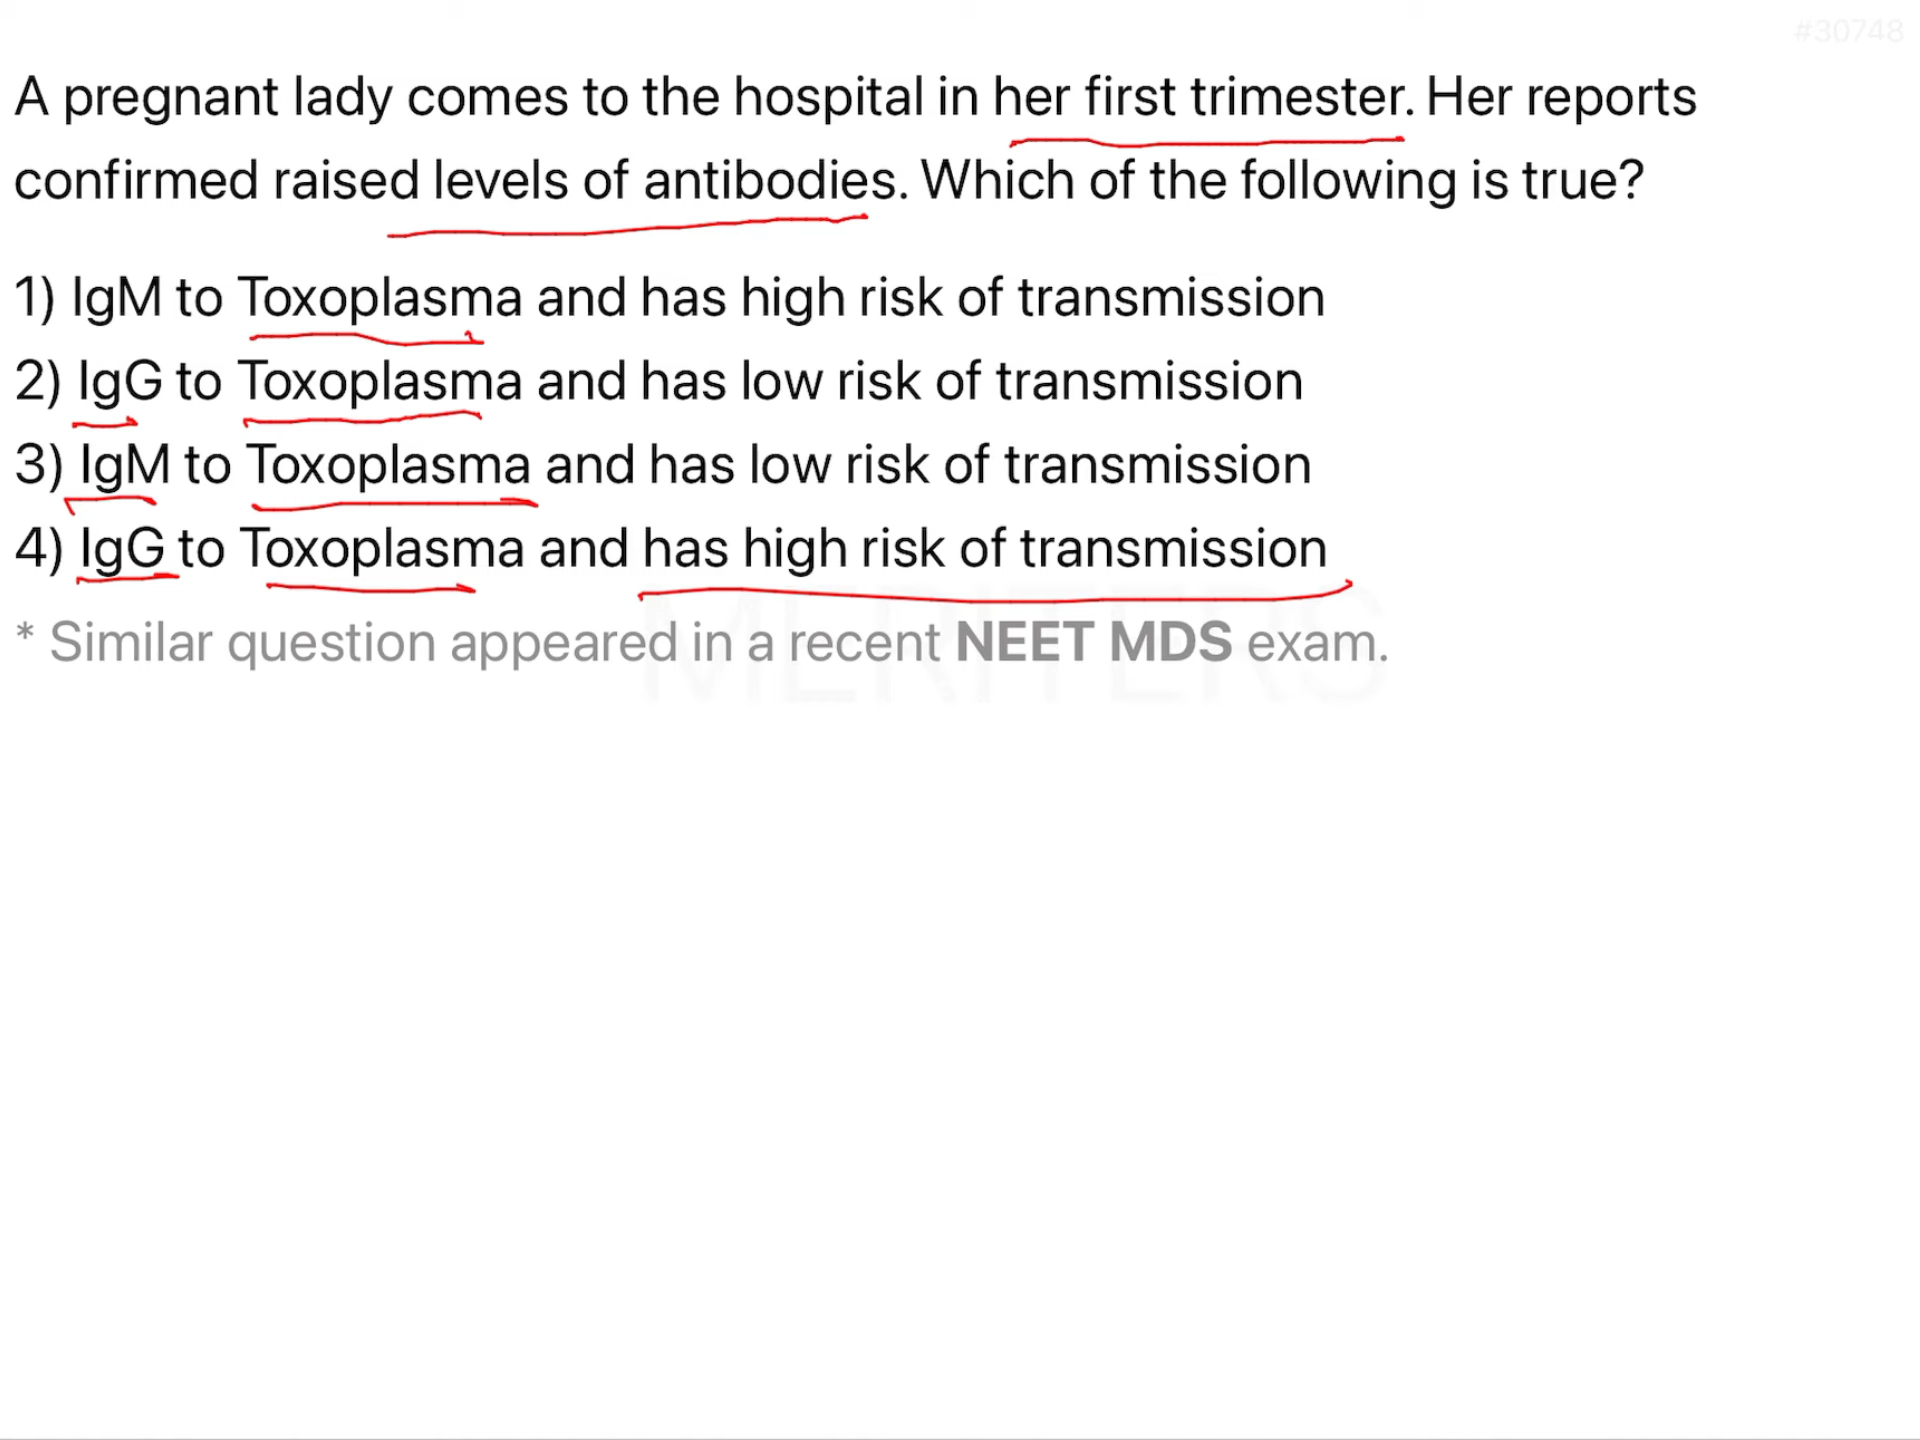 #30748
A pregnant lady comes to the hospital in her first trimester. Her reports
confirmed raised levels of antibodies. Which of the following is true?
1) IgM to Toxoplasma and has high risk of transmission
2) IgG to Toxoplasma and has low risk of transmission
3) IgM to Toxoplasma and has low risk of transmission
4) IgG to Toxoplasma and has high risk of transmission
MERITERS
* Similar question appeared in a recent NEET MDS exam.